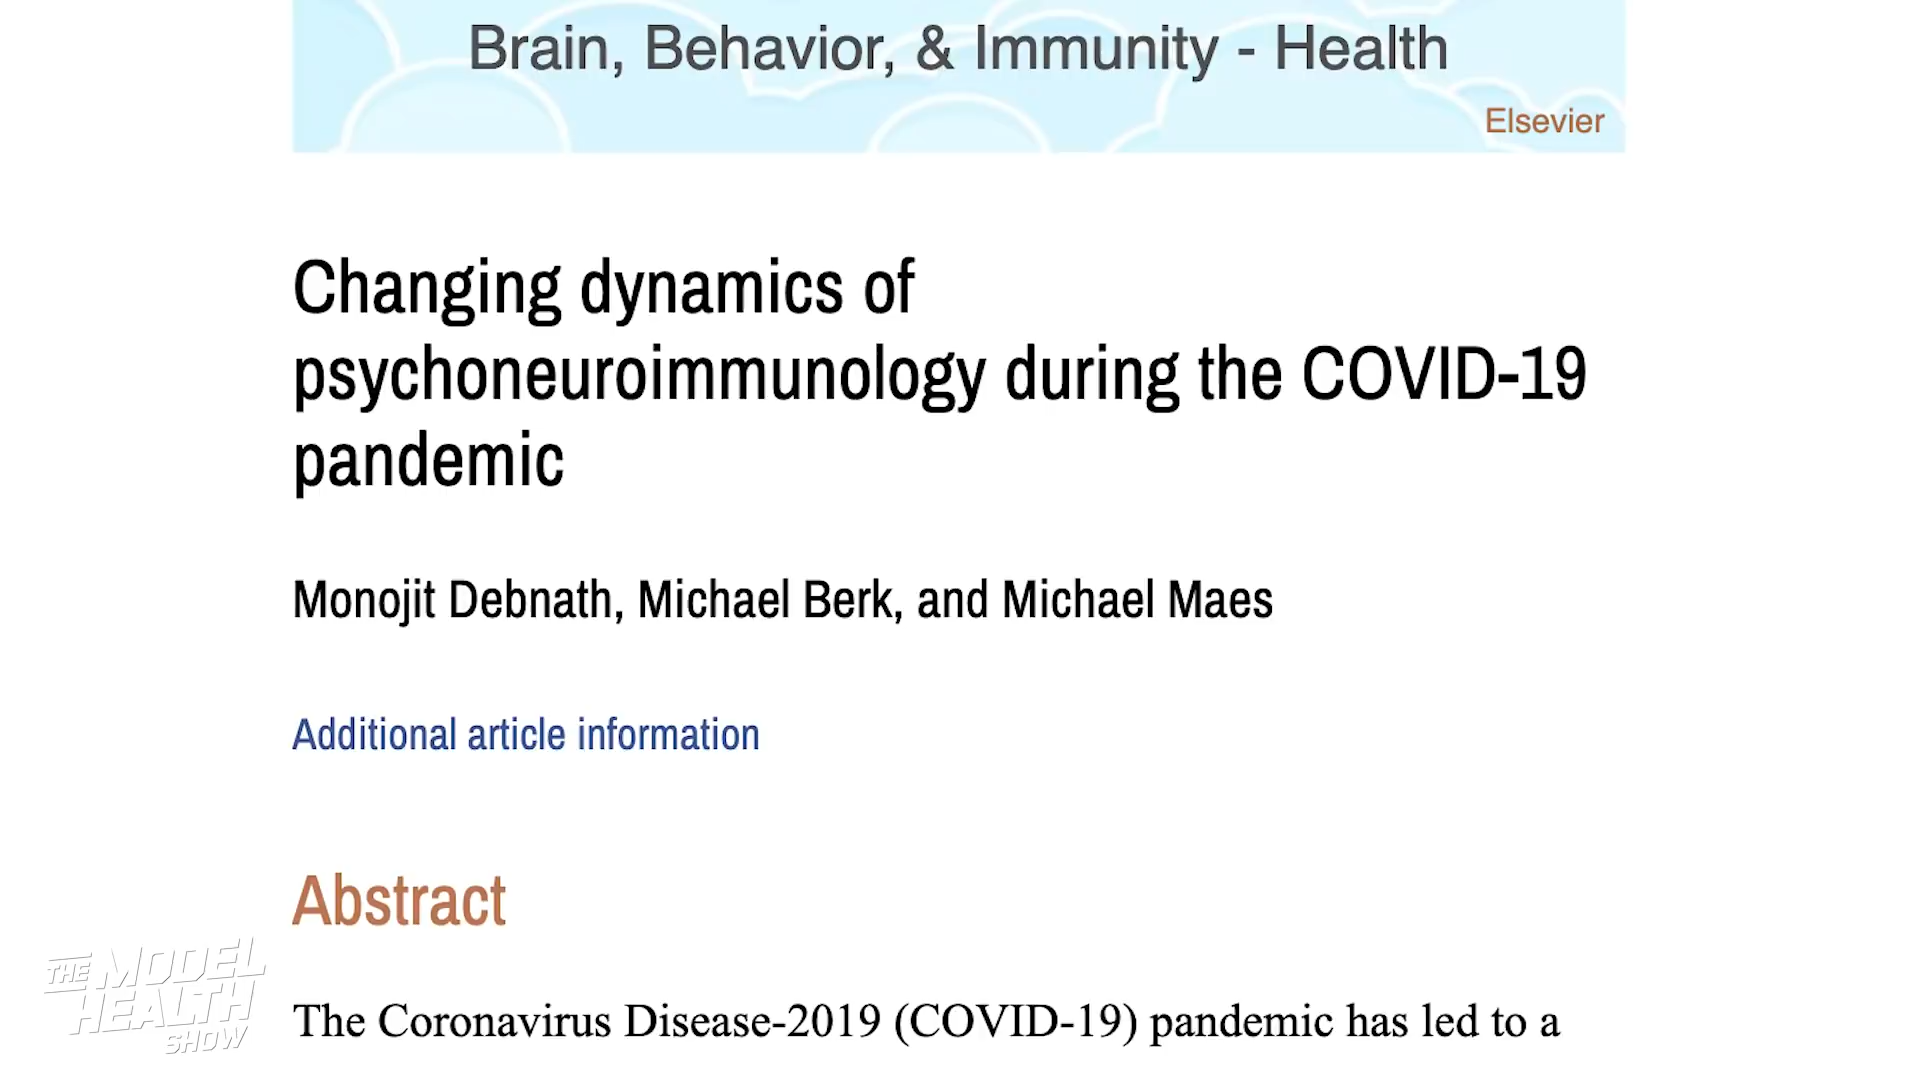 Brain, Behavior, & Immunity - Health
Elsevier
Changing dynamics of
psychoneuroimmunology during the COVID-19
pandemic
Monojit Debnath, Michael Berk, and Michael Maes
Additional article information
Abstract
The Coronavirus Disease-2019 (COVID-19) pandemic has led to a
THE MODEL
HEALTH
SHOW